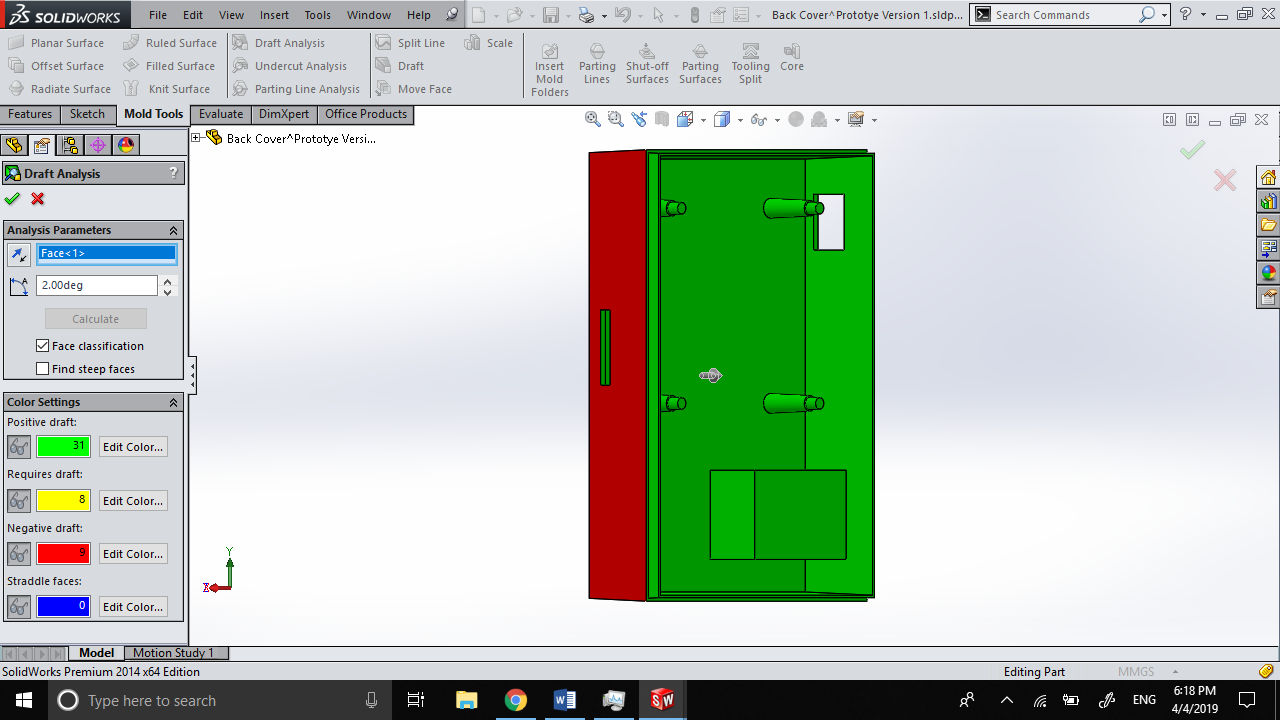 SOLIDWORKS File Edit View Insert Tools Window Help Back Cover^Prototye Version 1.sldp... Search Commands ?
Planar Surface Ruled Surface Draft Analysis Split Line Scale
Offset Surface Filled Surface Undercut Analysis Draft
Radiate Surface Knit Surface Parting Line Analysis Move Face
Insert Mold Folders
Parting Lines
Shut-off Surfaces
Parting Surfaces
Tooling Split
Core
Features Sketch Mold Tools Evaluate DimXpert Office Products
Back Cover^Prototye Versi...
Draft Analysis ?
Analysis Parameters
Face<1>
2.00deg
Calculate
Face classification
Find steep faces
Color Settings
Positive draft:
31 Edit Color...
Requires draft:
8 Edit Color...
Negative draft:
9 Edit Color...
Straddle faces:
0 Edit Color...
Y
Z
Model Motion Study 1
SolidWorks Premium 2014 x64 Edition Editing Part MMGS
Type here to search ENG 6:18 PM
4/4/2019